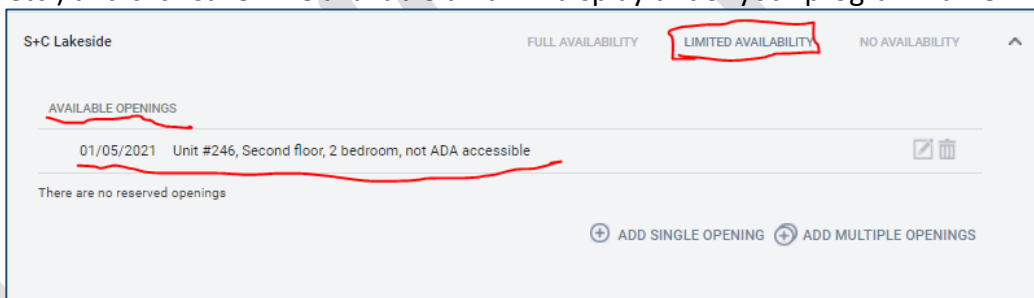 S+C Lakeside FULL AVAILABILITY LIMITED AVAILABILITY NO AVAILABILITY
AVAILABLE OPENINGS
01/05/2021 Unit #246, Second floor, 2 bedroom, not ADA accessible
There are no reserved openings
ADD SINGLE OPENING ADD MULTIPLE OPENINGS